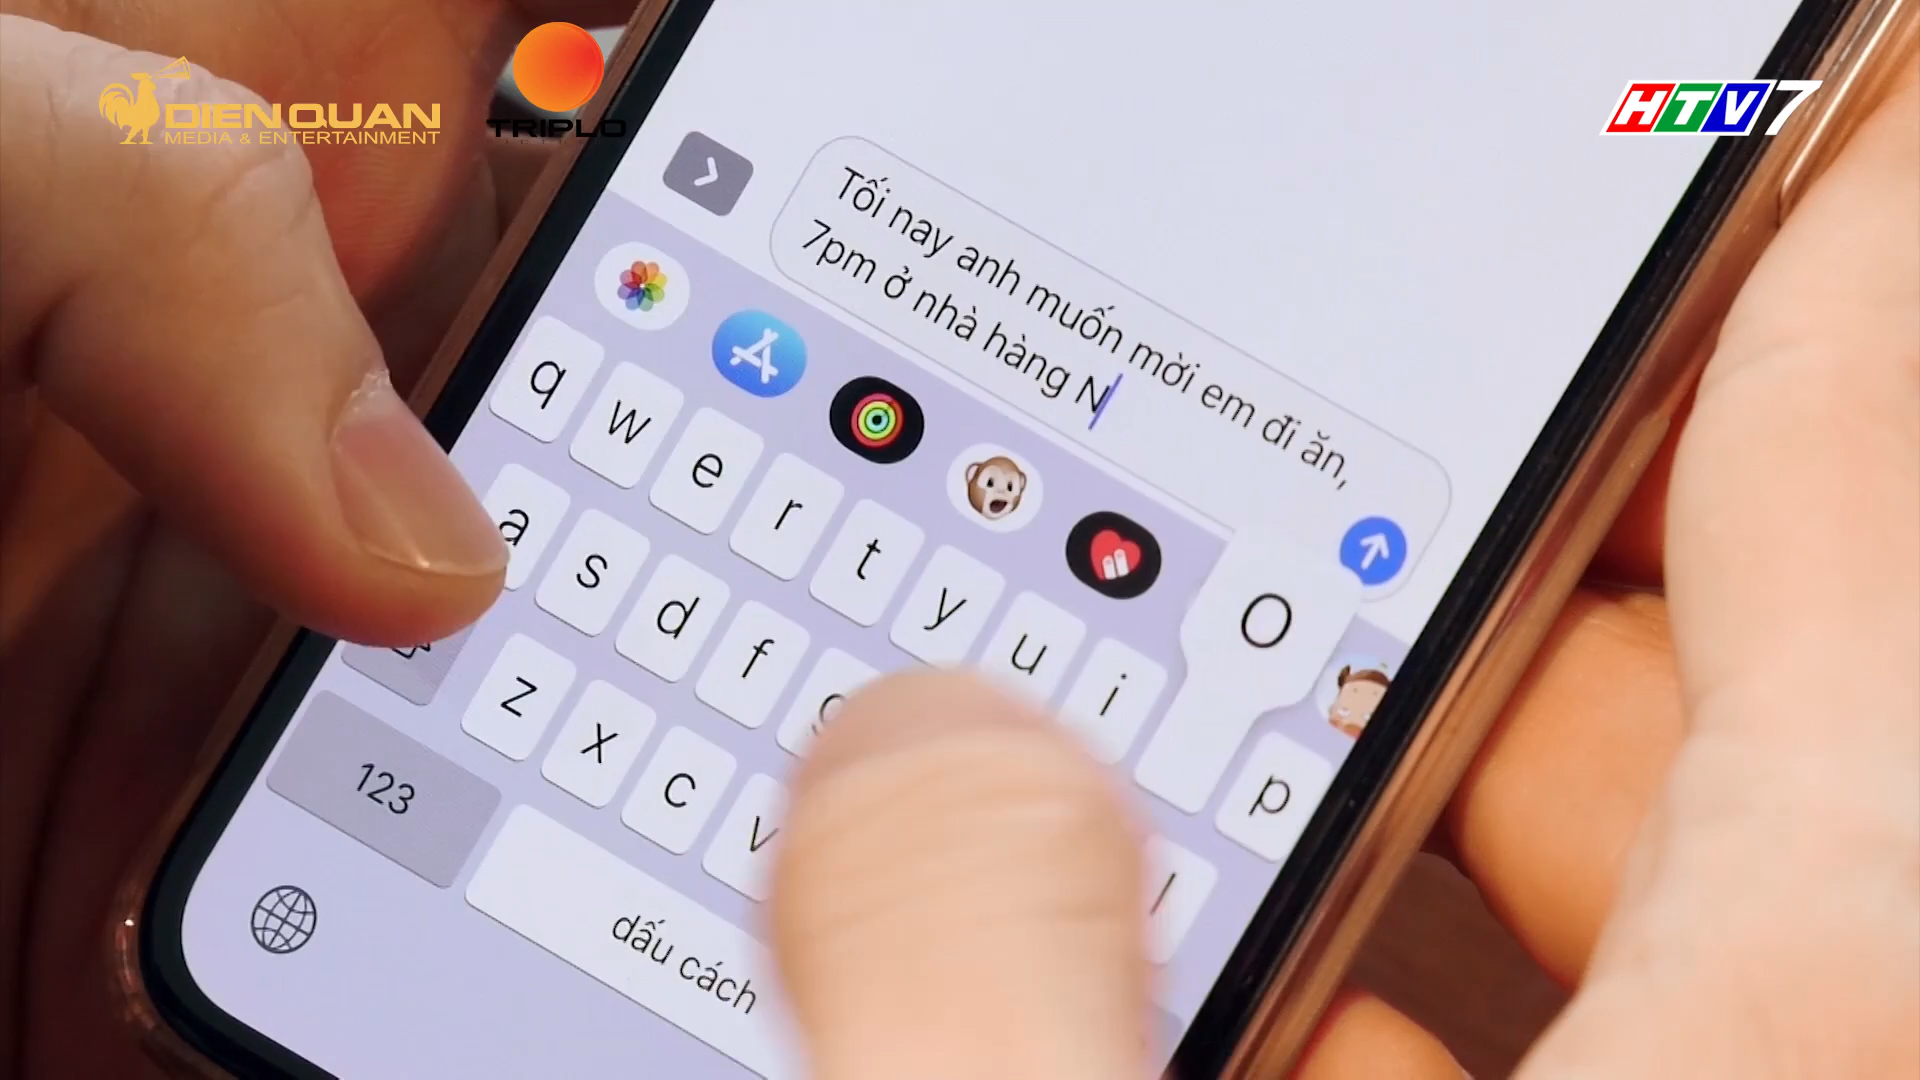 DIENQUAN
MEDIA & ENTERTAINMENT
TRIPLO
HTV7
Tối nay anh muốn mời em đi ăn,
7pm ở nhà hàng N
O
q w e r t y u i p
a s d f g l
z x c v
123
dấu cách